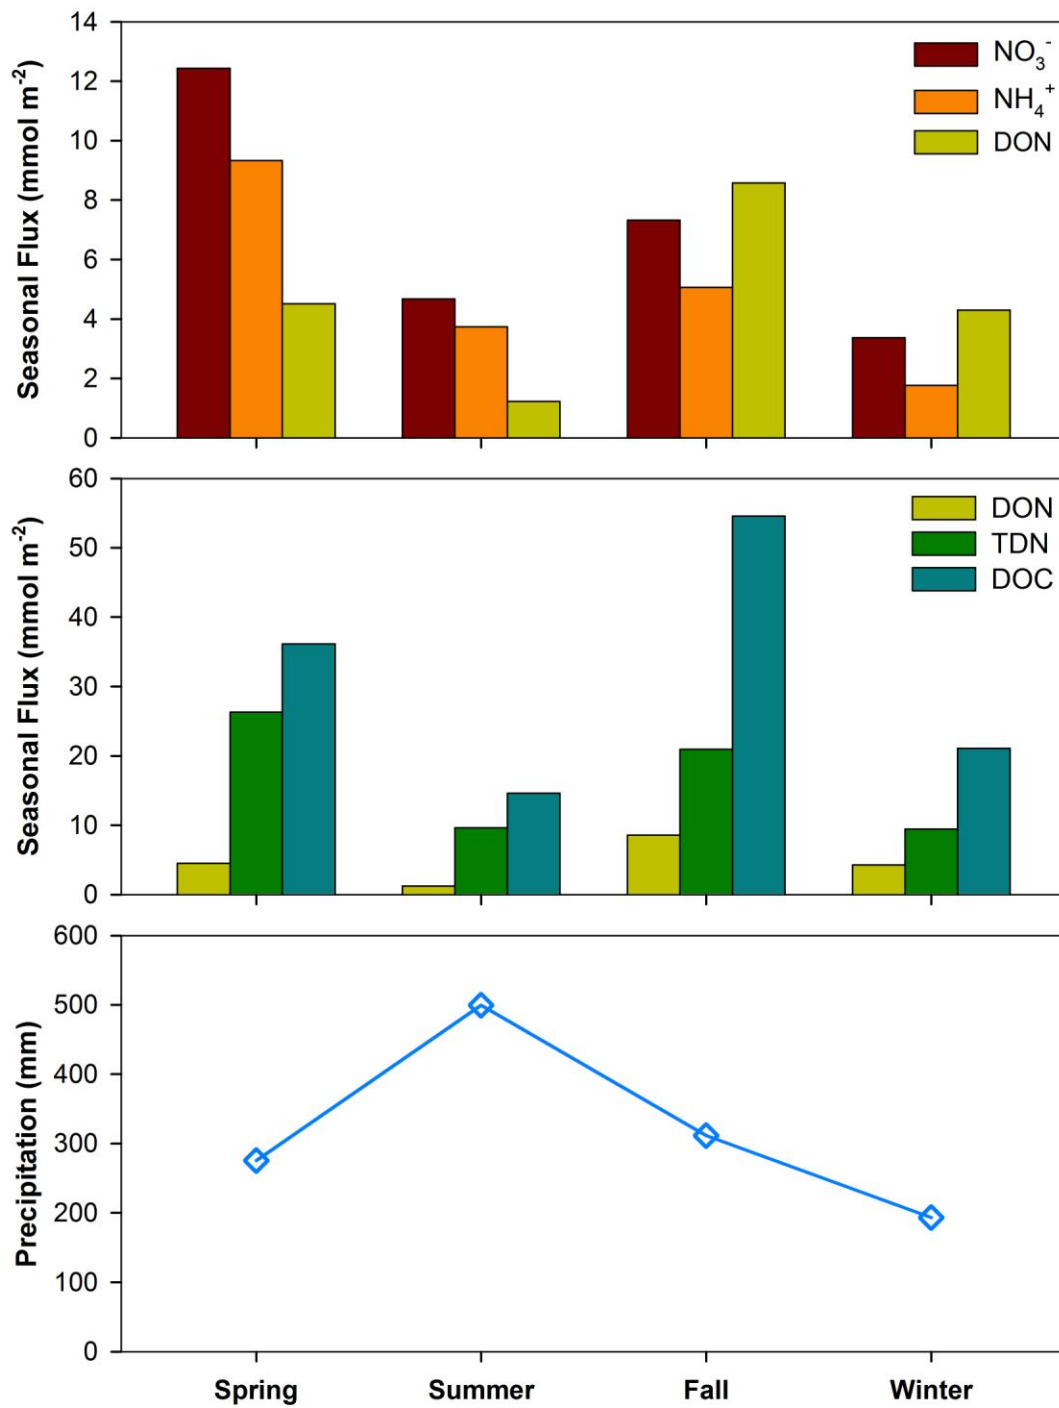 Seasonal Flux (mmol m⁻²)
14
12
10
8
6
4
2
0
NO₃⁻
NH₄⁺
DON
Seasonal Flux (mmol m⁻²)
60
50
40
30
20
10
0
DON
TDN
DOC
Precipitation (mm)
600
500
400
300
200
100
0
Spring Summer Fall Winter